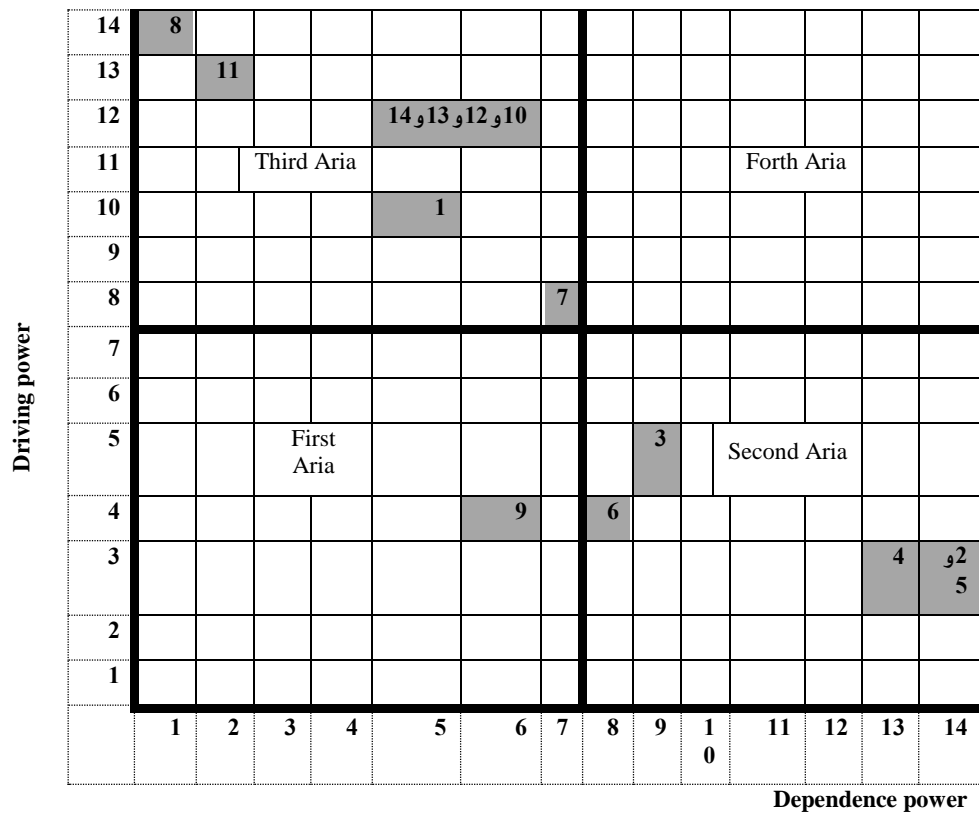 14 8
13 11
12 10و 12و 13و 14
11 Third Aria Forth Aria
10 1
9
8 7
Driving power
7
6
5 First Aria 3 Second Aria
4 9 6
3 4 2و 5
2
1
1 2 3 4 5 6 7 8 9 10 11 12 13 14
Dependence power